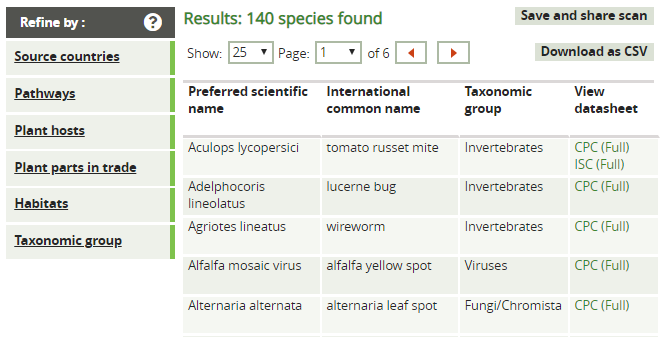 Refine by :
?
Source countries
Pathways
Plant hosts
Plant parts in trade
Habitats
Taxonomic group
Results: 140 species found
Save and share scan
Show: 25 Page: 1 of 6
Download as CSV
Preferred scientific name
International common name
Taxonomic group
View datasheet
Aculops lycopersici tomato russet mite Invertebrates CPC (Full)
ISC (Full)
Adelphocoris lineolatus lucerne bug Invertebrates CPC (Full)
Agriotes lineatus wireworm Invertebrates CPC (Full)
Alfalfa mosaic virus alfalfa yellow spot Viruses CPC (Full)
Alternaria alternata alternaria leaf spot Fungi/Chromista CPC (Full)